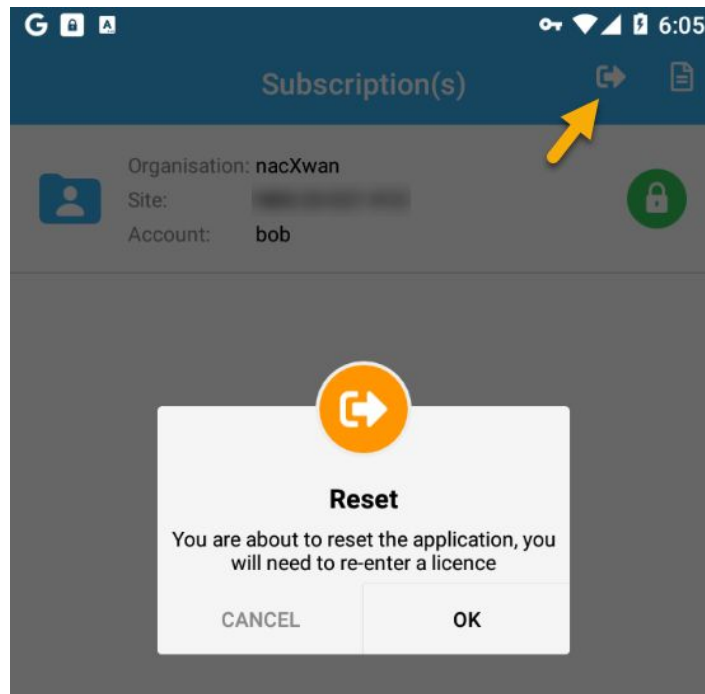 G A 6:05
Subscription(s)
Organisation: nacXwan
Site:
Account: bob
Reset
You are about to reset the application, you
will need to re-enter a licence
CANCEL OK